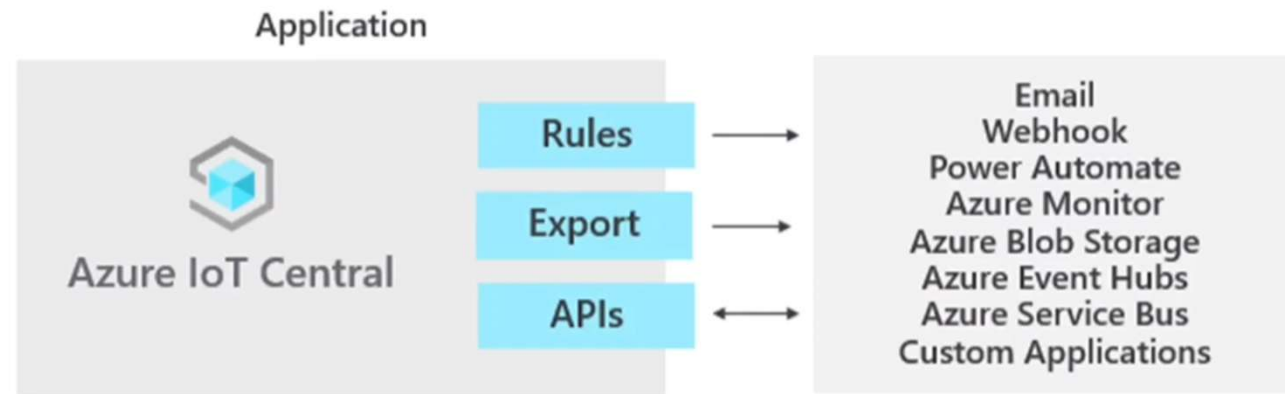 Application
Azure IoT Central
Rules
Export
APIs
Email
Webhook
Power Automate
Azure Monitor
Azure Blob Storage
Azure Event Hubs
Azure Service Bus
Custom Applications